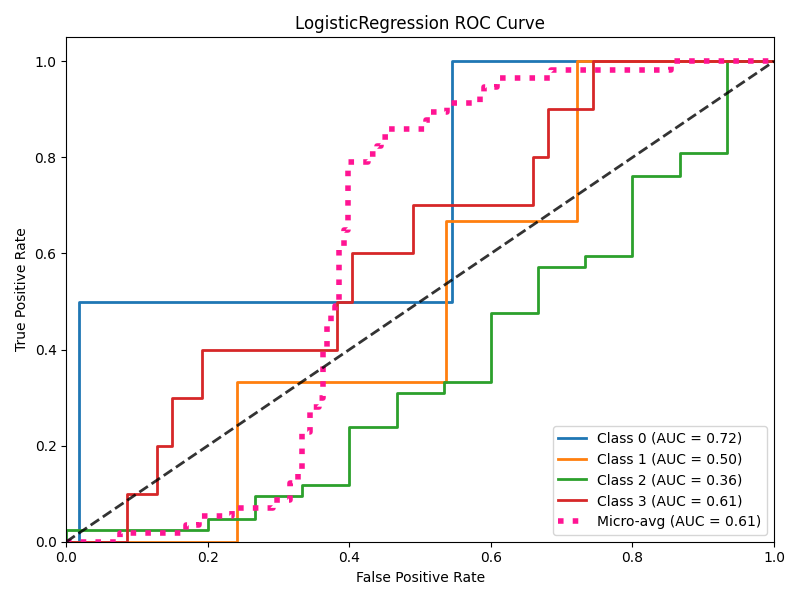 LogisticRegression ROC Curve
True Positive Rate
1.0
0.8
0.6
0.4
0.2
0.0
0.0 0.2 0.4 0.6 0.8 1.0
False Positive Rate
Class 0 (AUC = 0.72)
Class 1 (AUC = 0.50)
Class 2 (AUC = 0.36)
Class 3 (AUC = 0.61)
Micro-avg (AUC = 0.61)